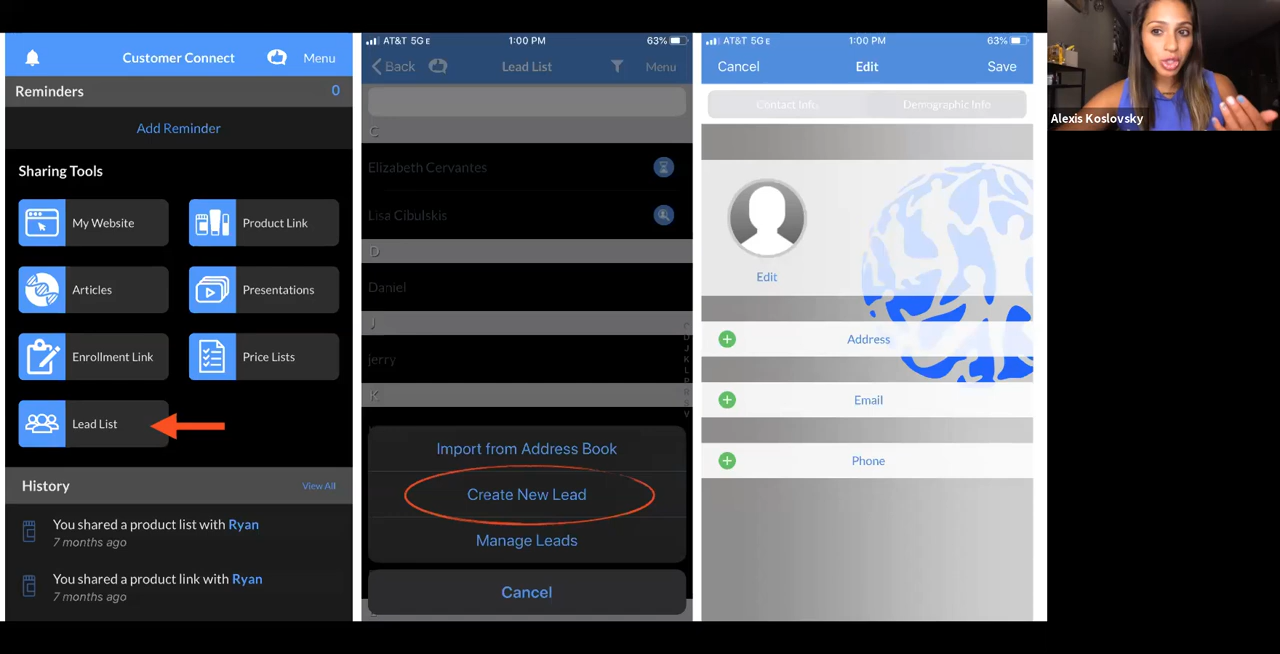 Customer Connect
Menu
Reminders
0
Add Reminder
Sharing Tools
My Website
Product Link
Articles
Presentations
Enrollment Link
Price Lists
Lead List
History
View All
You shared a product list with Ryan
7 months ago
You shared a product link with Ryan
7 months ago
AT&T 5G E
1:00 PM
63%
Back
Lead List
Menu
C
Elizabeth Cervantes
Lisa Cibulskis
D
Daniel
J
jerry
K
Import from Address Book
Create New Lead
Manage Leads
Cancel
AT&T 5G E
1:00 PM
63%
Cancel
Edit
Save
Contact Info
Demographic Info
Edit
Address
Email
Phone
Alexis Koslovsky